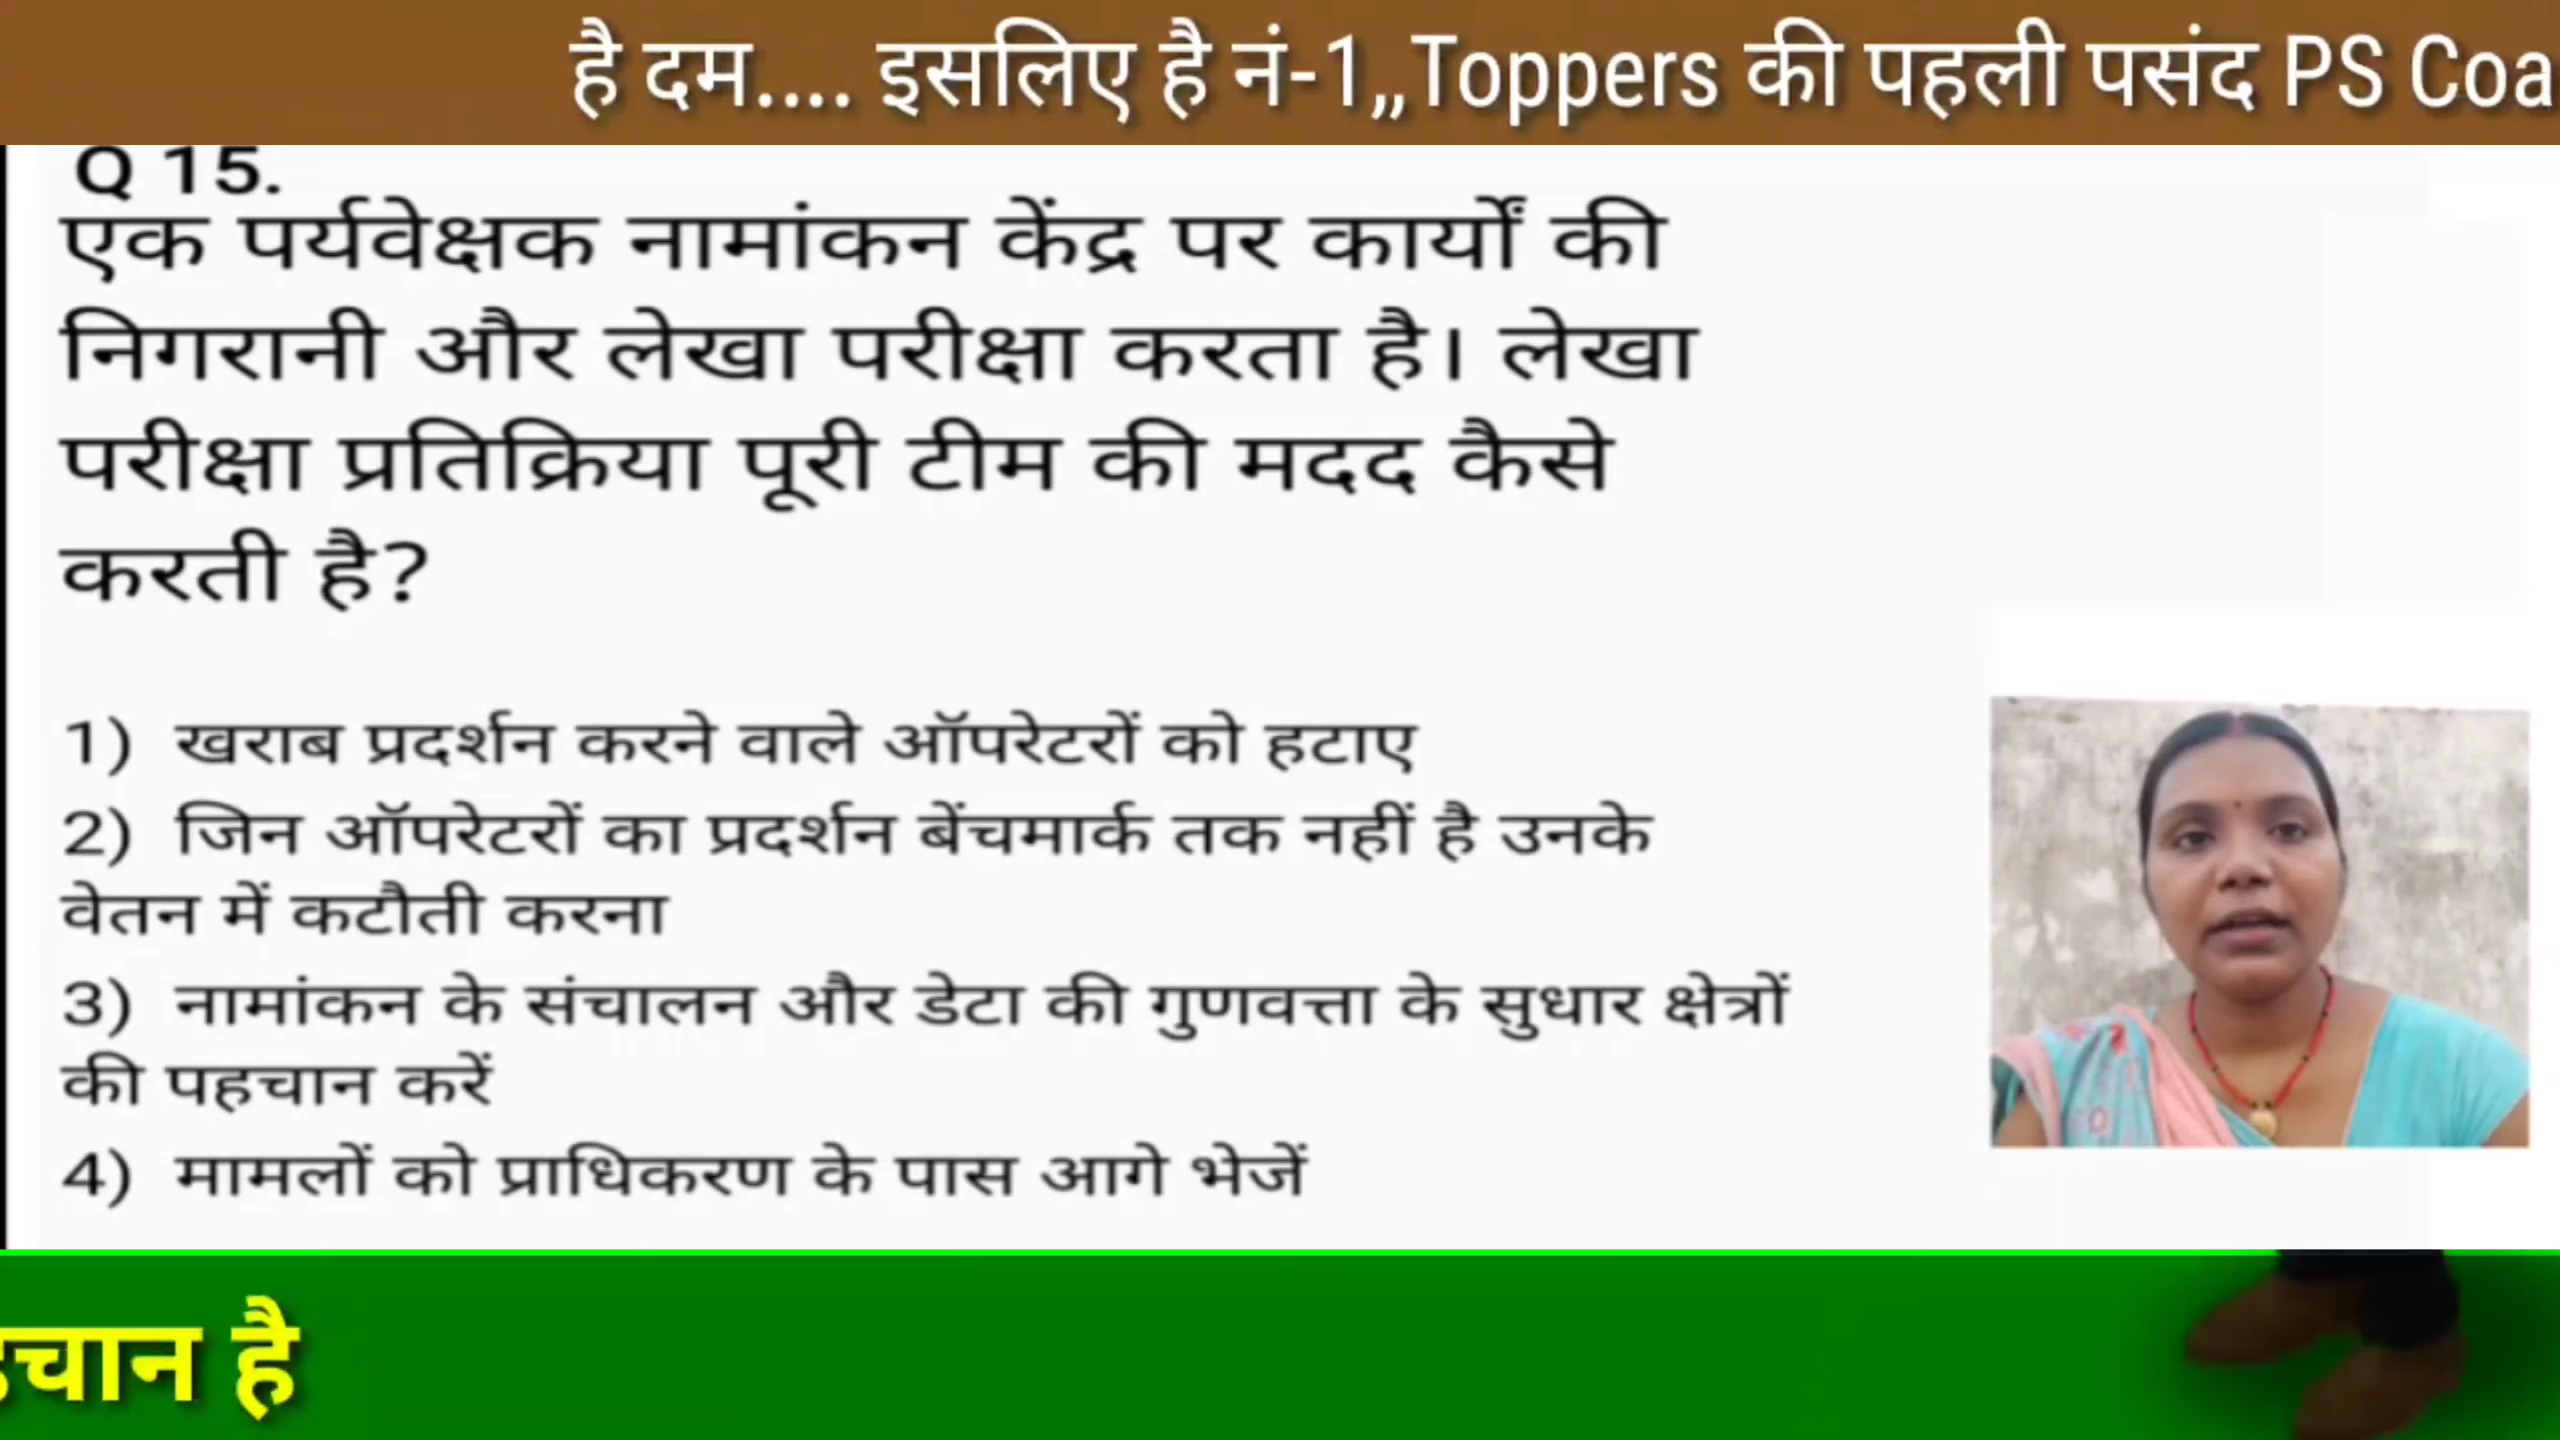 है दम.... इसलिए है नं-1,,Toppers की पहली पसंद PS
Q 15.
एक पर्यवेक्षक नामांकन केंद्र पर कार्यों की
निगरानी और लेखा परीक्षा करता है। लेखा
परीक्षा प्रतिक्रिया पूरी टीम की मदद कैसे
करती है?
1) खराब प्रदर्शन करने वाले ऑपरेटरों को हटाए
2) जिन ऑपरेटरों का प्रदर्शन बेंचमार्क तक नहीं है उनके
वेतन में कटौती करना
3) नामांकन के संचालन और डेटा की गुणवत्ता के सुधार क्षेत्रों
की पहचान करें
4) मामलों को प्राधिकरण के पास आगे भेजें
है